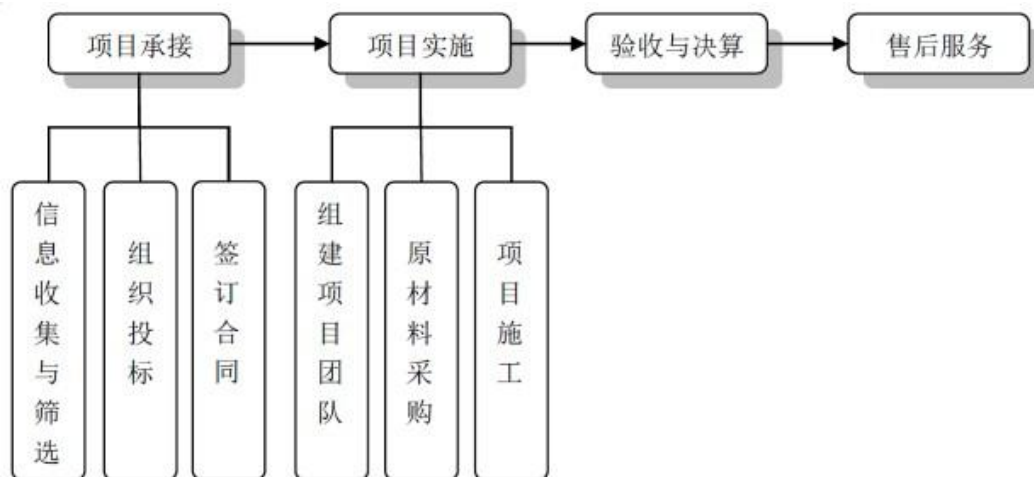 项目承接
项目实施
验收与决算
售后服务
信息收集与筛选
组织投标
签订合同
组建项目团队
原材料采购
项目施工